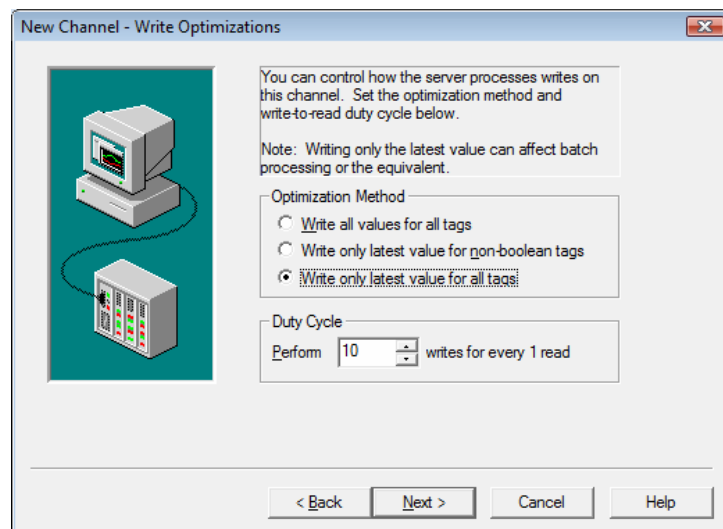 New Channel - Write Optimizations
You can control how the server processes writes on
this channel. Set the optimization method and
write-to-read duty cycle below.
Note: Writing only the latest value can affect batch
processing or the equivalent.
Optimization Method
Write all values for all tags
Write only latest value for non-boolean tags
Write only latest value for all tags
Duty Cycle
Perform 10 writes for every 1 read
< Back Next > Cancel Help